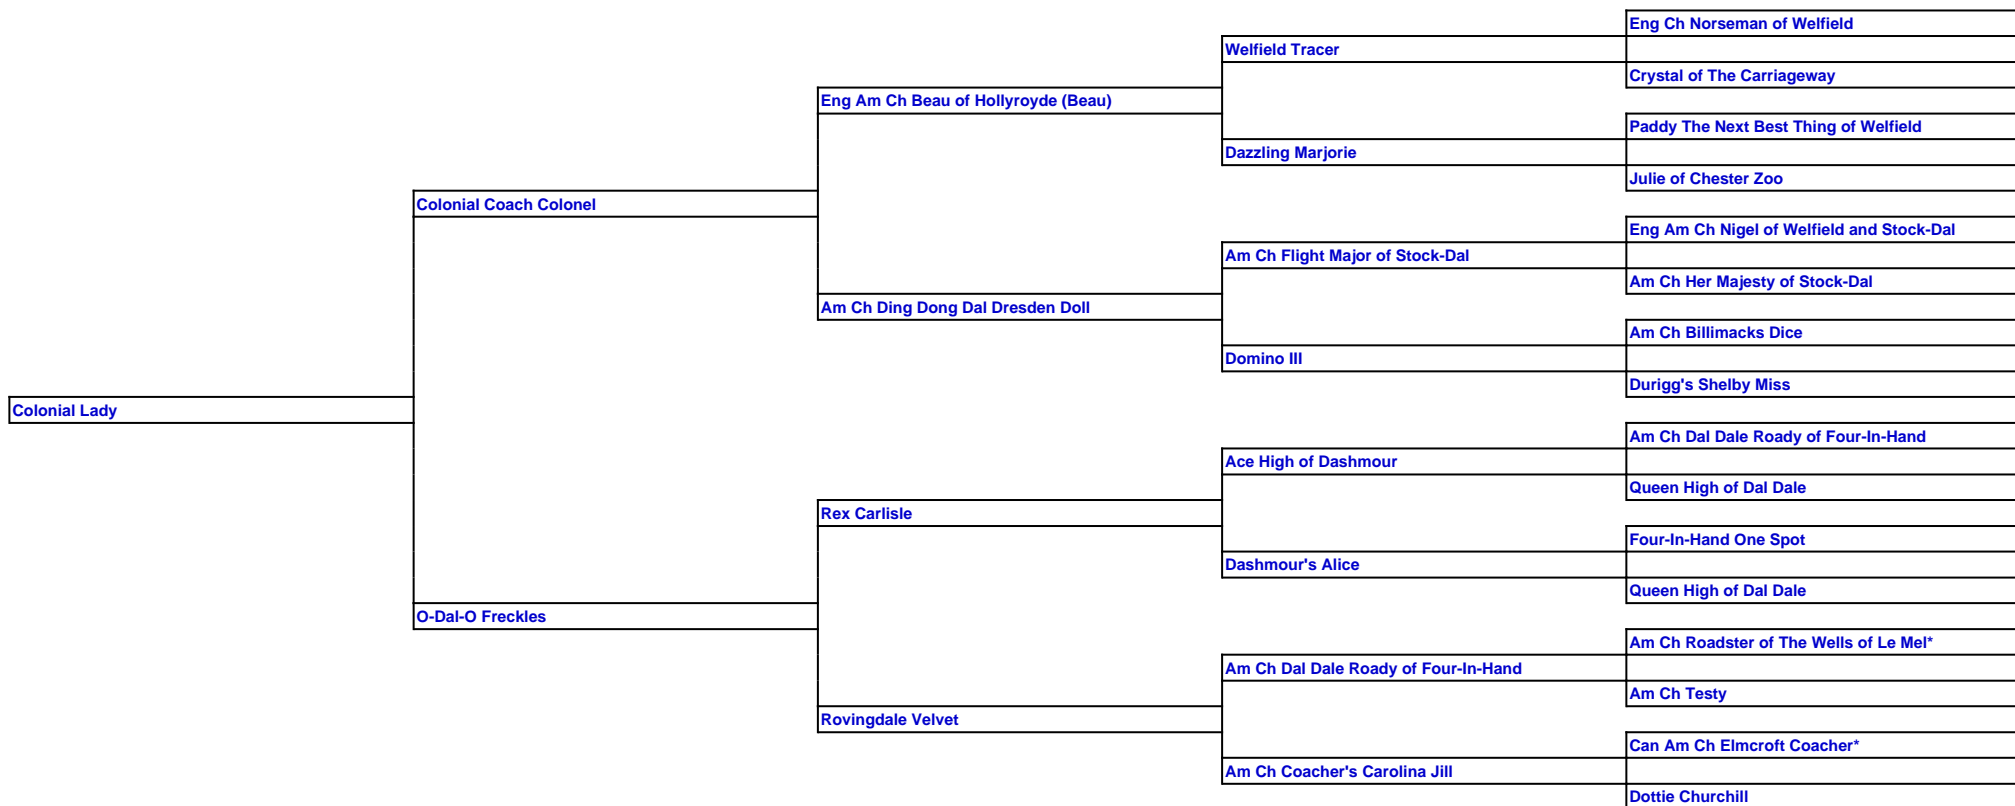 Eng Ch Norseman of Welfield
Welfield Tracer
Crystal of The Carriageway
Eng Am Ch Beau of Hollyroyde (Beau)
Paddy The Next Best Thing of Welfield
Dazzling Marjorie
Julie of Chester Zoo
Colonial Coach Colonel
Eng Am Ch Nigel of Welfield and Stock-Dal
Am Ch Flight Major of Stock-Dal
Am Ch Her Majesty of Stock-Dal
Am Ch Ding Dong Dal Dresden Doll
Am Ch Billimacks Dice
Domino III
Durigg's Shelby Miss
Colonial Lady
Am Ch Dal Dale Roady of Four-In-Hand
Ace High of Dashmour
Queen High of Dal Dale
Rex Carlisle
Four-In-Hand One Spot
Dashmour's Alice
Queen High of Dal Dale
O-Dal-O Freckles
Am Ch Roadster of The Wells of Le Mel*
Am Ch Dal Dale Roady of Four-In-Hand
Am Ch Testy
Rovingdale Velvet
Can Am Ch Elmcroft Coacher*
Am Ch Coacher's Carolina Jill
Dottie Churchill